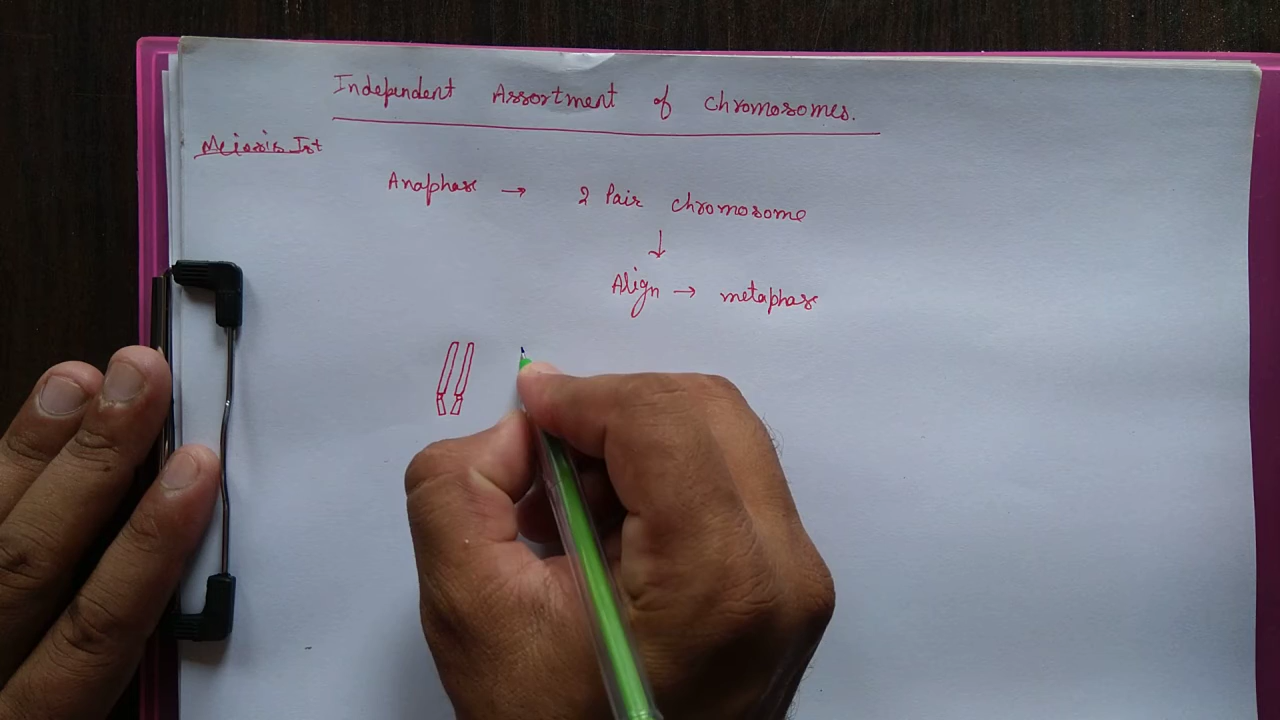 Independent Assortment of Chromosomes.
Meiosis Ist
Anaphase → 2 Pair chromosome
↓
Align → metaphase